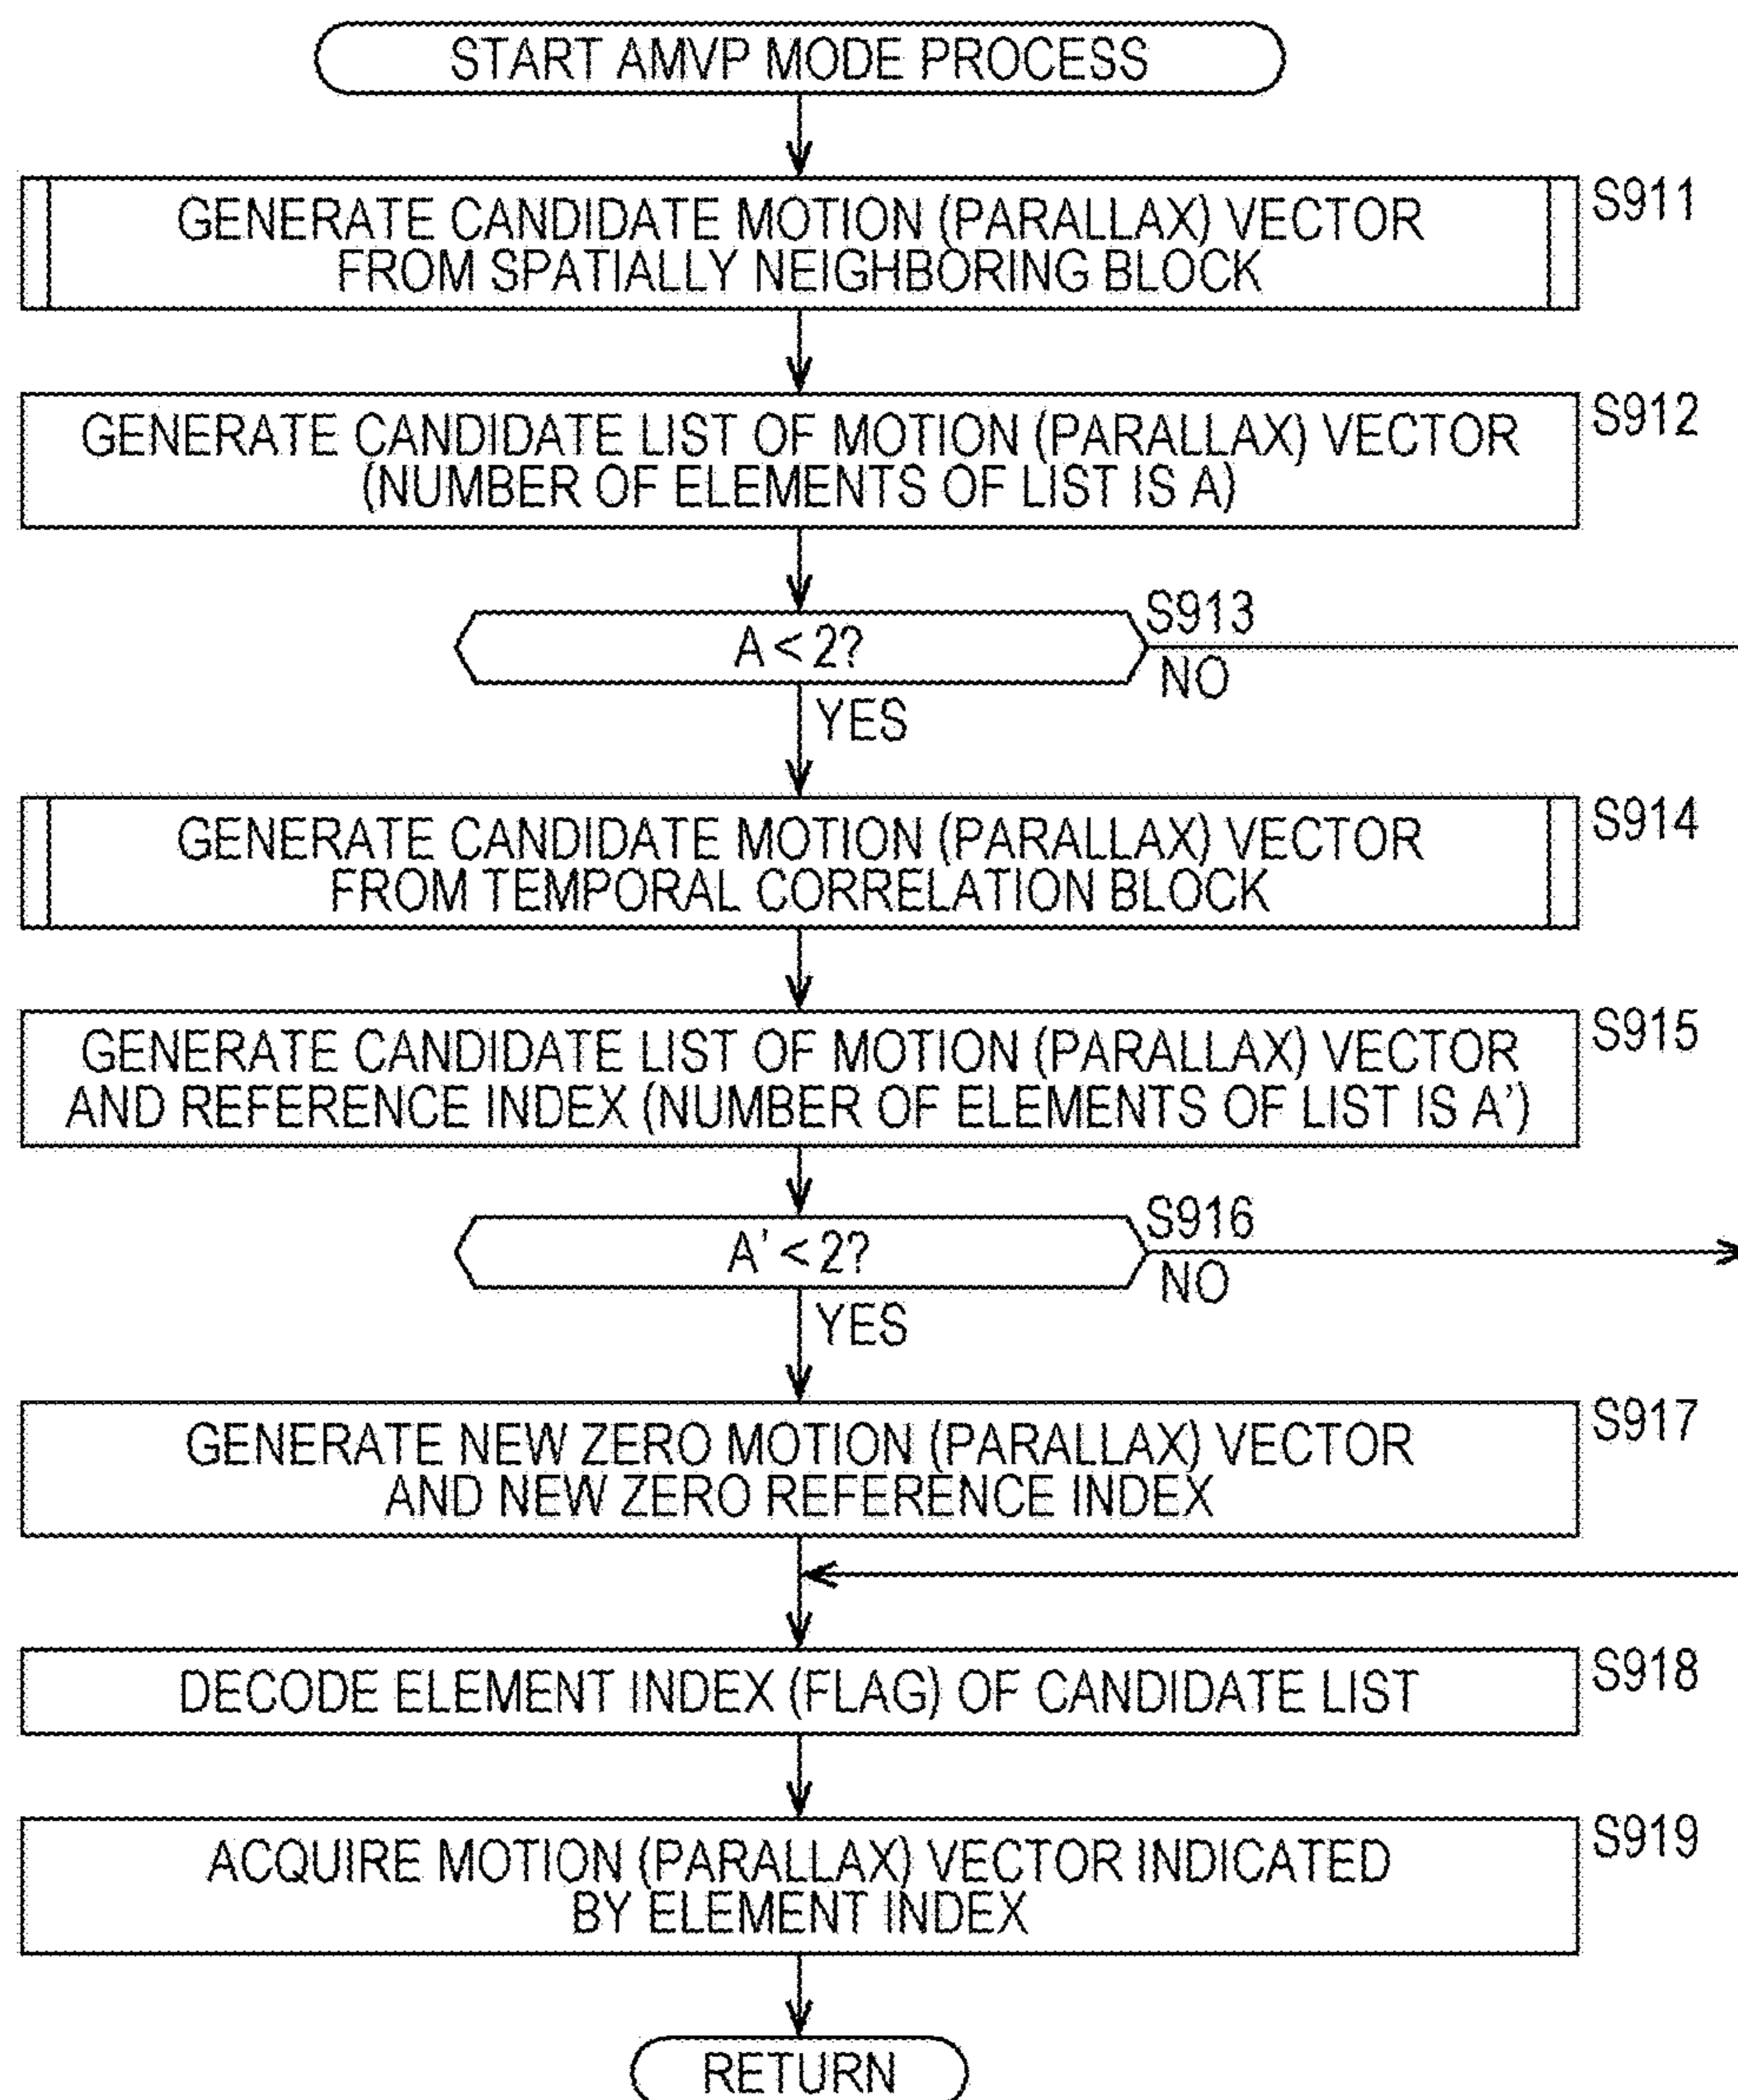 START AMVP MODE PROCESS
S911
GENERATE CANDIDATE MOTION (PARALLAX) VECTOR
FROM SPATIALLY NEIGHBORING BLOCK
S912
GENERATE CANDIDATE LIST OF MOTION (PARALLAX) VECTOR
(NUMBER OF ELEMENTS OF LIST IS A)
S913
A < 2?
NO
YES
S914
GENERATE CANDIDATE MOTION (PARALLAX) VECTOR
FROM TEMPORAL CORRELATION BLOCK
S915
GENERATE CANDIDATE LIST OF MOTION (PARALLAX) VECTOR
AND REFERENCE INDEX (NUMBER OF ELEMENTS OF LIST IS A')
S916
A' < 2?
NO
YES
S917
GENERATE NEW ZERO MOTION (PARALLAX) VECTOR
AND NEW ZERO REFERENCE INDEX
S918
DECODE ELEMENT INDEX (FLAG) OF CANDIDATE LIST
S919
ACQUIRE MOTION (PARALLAX) VECTOR INDICATED
BY ELEMENT INDEX
RETURN